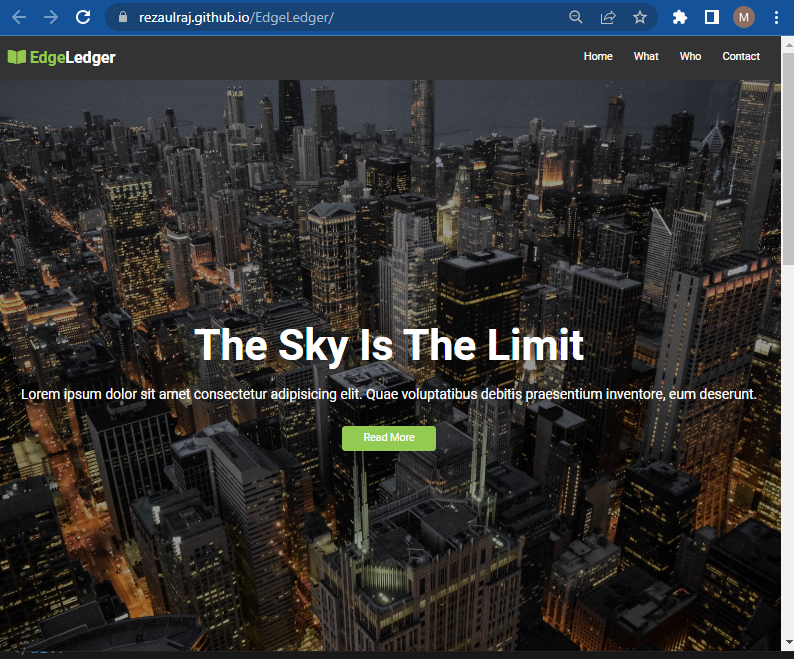 rezaulraj.github.io/EdgeLedger/
M
EdgeLedger
Home What Who Contact
The Sky Is The Limit
Lorem ipsum dolor sit amet consectetur adipisicing elit. Quae voluptatibus debitis praesentium inventore, eum deserunt.
Read More